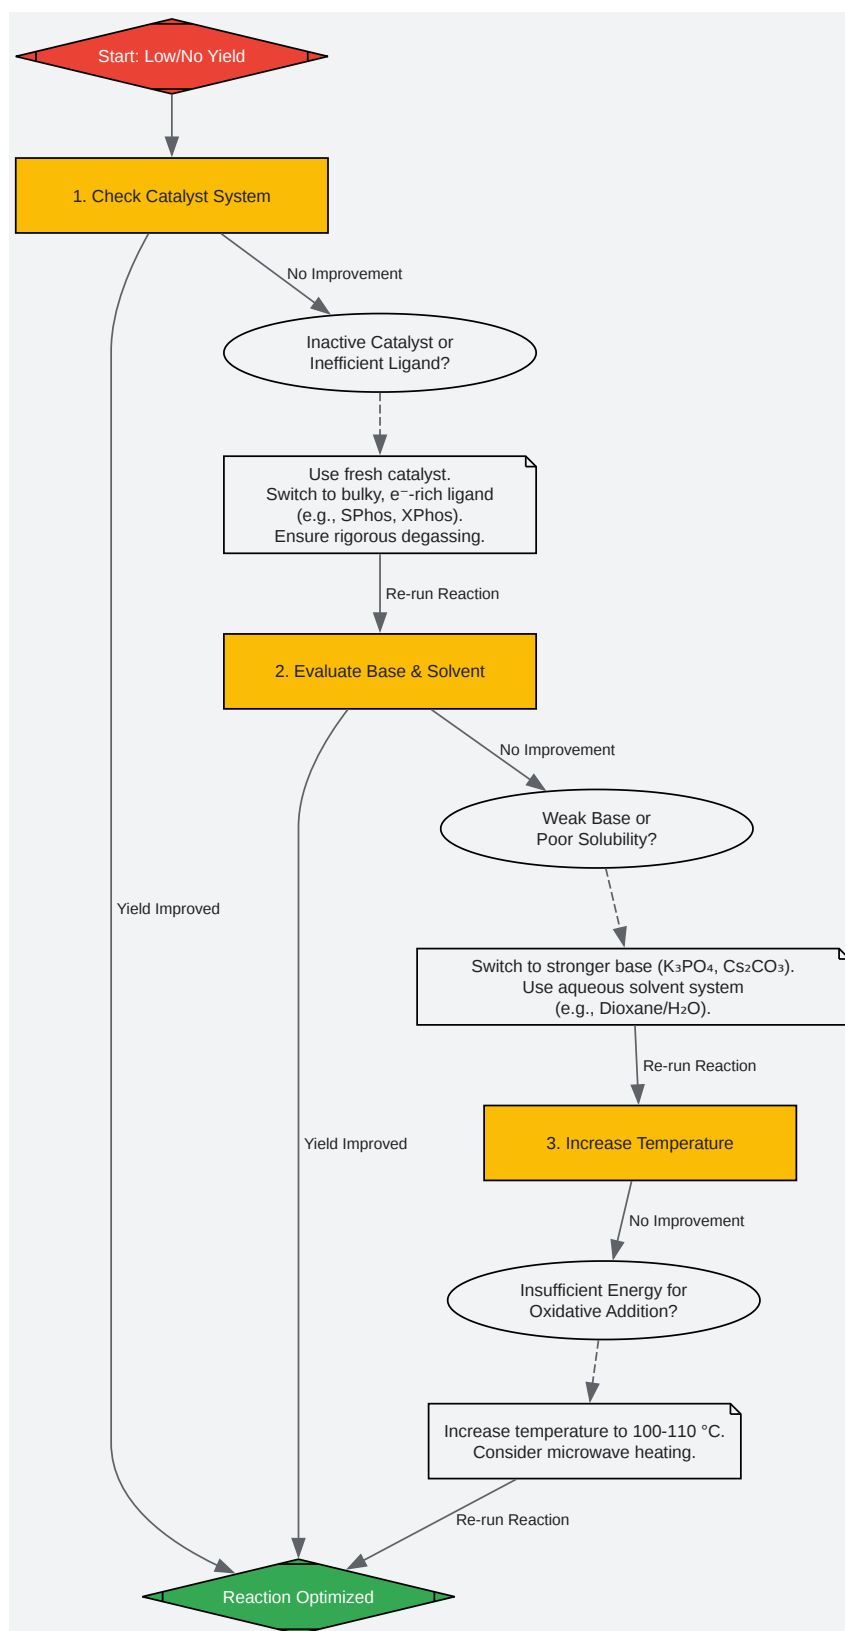 Start: Low/No Yield
1. Check Catalyst System
No Improvement
Inactive Catalyst or
Inefficient Ligand?
Use fresh catalyst.
Switch to bulky, e⁻-rich ligand
(e.g., SPhos, XPhos).
Ensure rigorous degassing.
Re-run Reaction
2. Evaluate Base & Solvent
No Improvement
Weak Base or
Poor Solubility?
Yield Improved
Switch to stronger base (K₃PO₄, Cs₂CO₃).
Use aqueous solvent system
(e.g., Dioxane/H₂O).
Re-run Reaction
3. Increase Temperature
Yield Improved
No Improvement
Insufficient Energy for
Oxidative Addition?
Increase temperature to 100-110 °C.
Consider microwave heating.
Re-run Reaction
Reaction Optimized